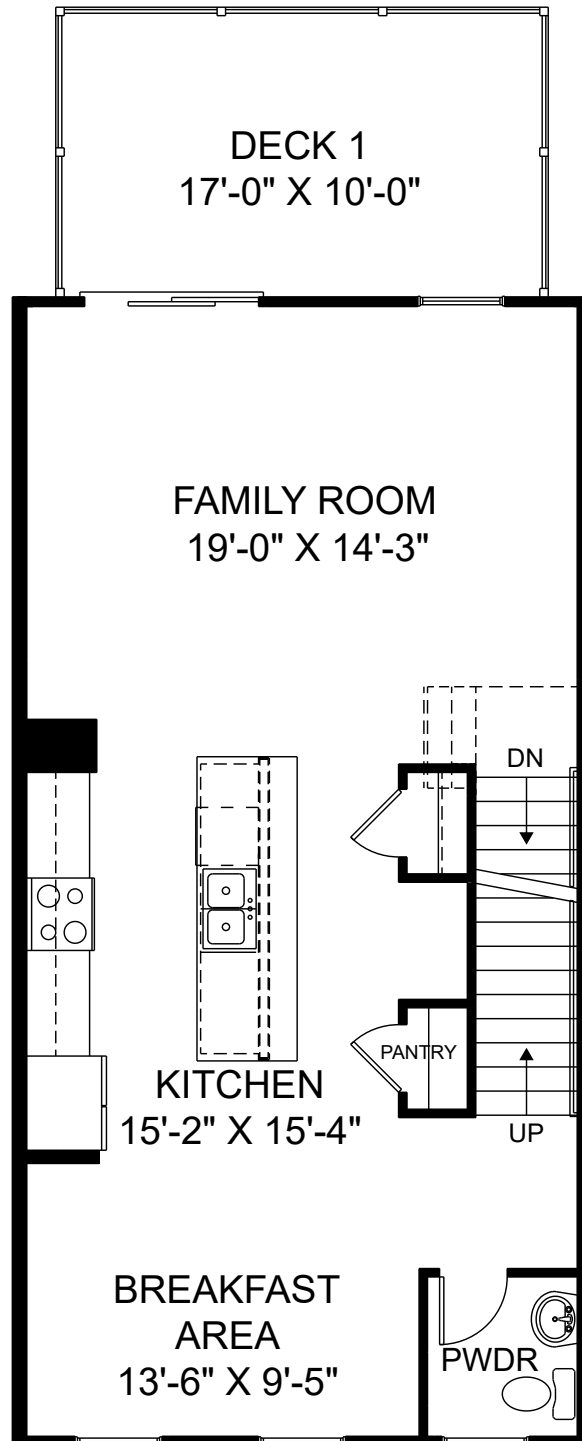 DECK 1
17'-0" X 10'-0"
FAMILY ROOM
19'-0" X 14'-3"
DN
PANTRY
KITCHEN
15'-2" X 15'-4"
UP
BREAKFAST
AREA
13'-6" X 9'-5"
PWDR